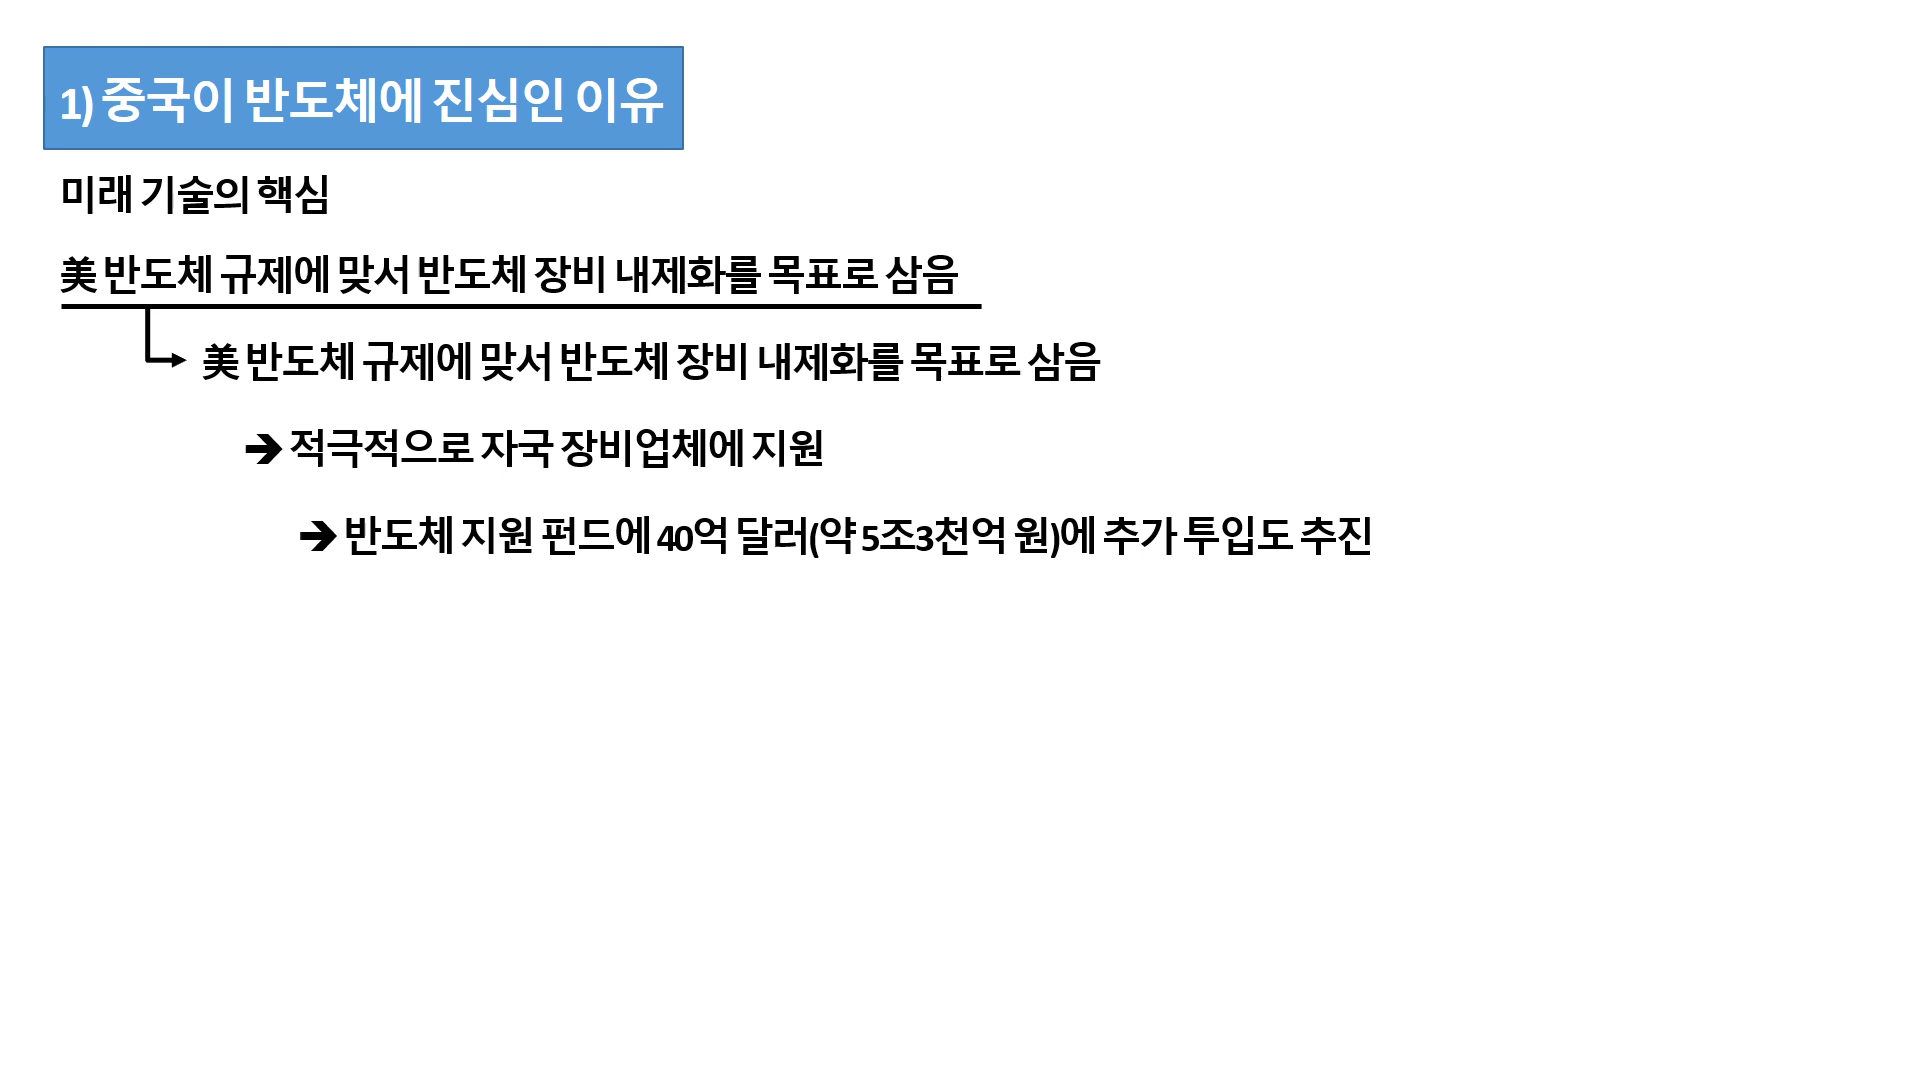 1) 중국이 반도체에 진심인 이유
미래 기술의 핵심
美 반도체 규제에 맞서 반도체 장비 내제화를 목표로 삼음
美 반도체 규제에 맞서 반도체 장비 내제화를 목표로 삼음
➔ 적극적으로 자국 장비업체에 지원
➔ 반도체 지원 펀드에 40억 달러(약 5조3천억 원)에 추가 투입도 추진